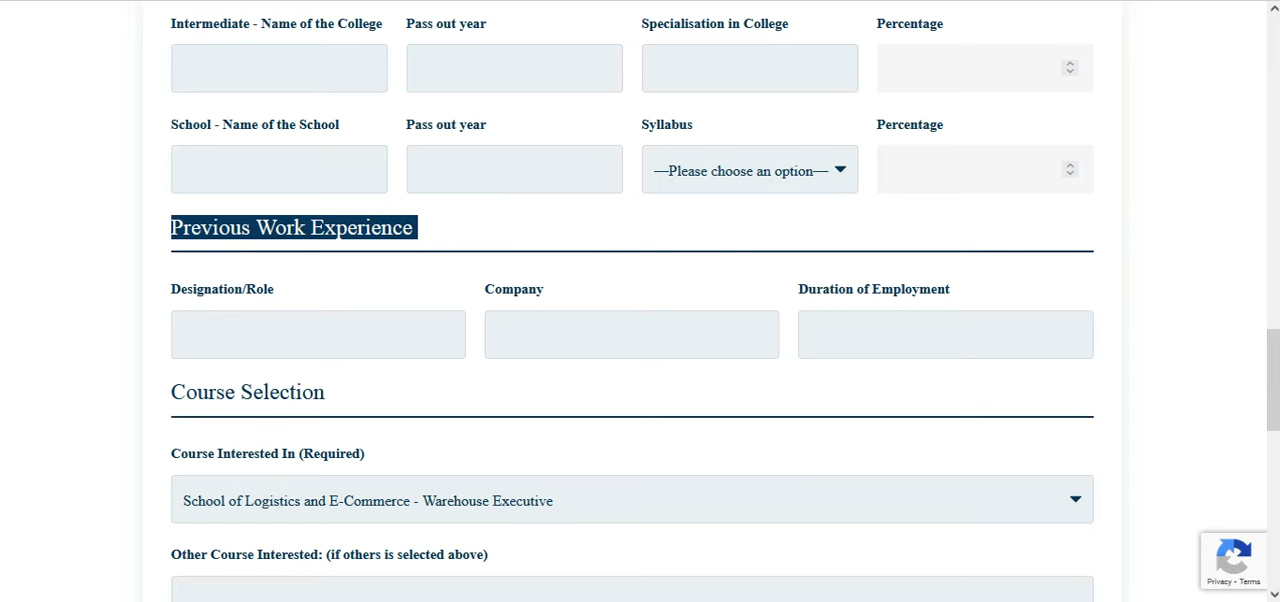 Intermediate - Name of the College Pass out year Specialisation in College Percentage
School - Name of the School Pass out year Syllabus Percentage
—Please choose an option—
Previous Work Experience
Designation/Role Company Duration of Employment
Course Selection
Course Interested In (Required)
School of Logistics and E-Commerce - Warehouse Executive
Other Course Interested: (if others is selected above)
Privacy - Terms